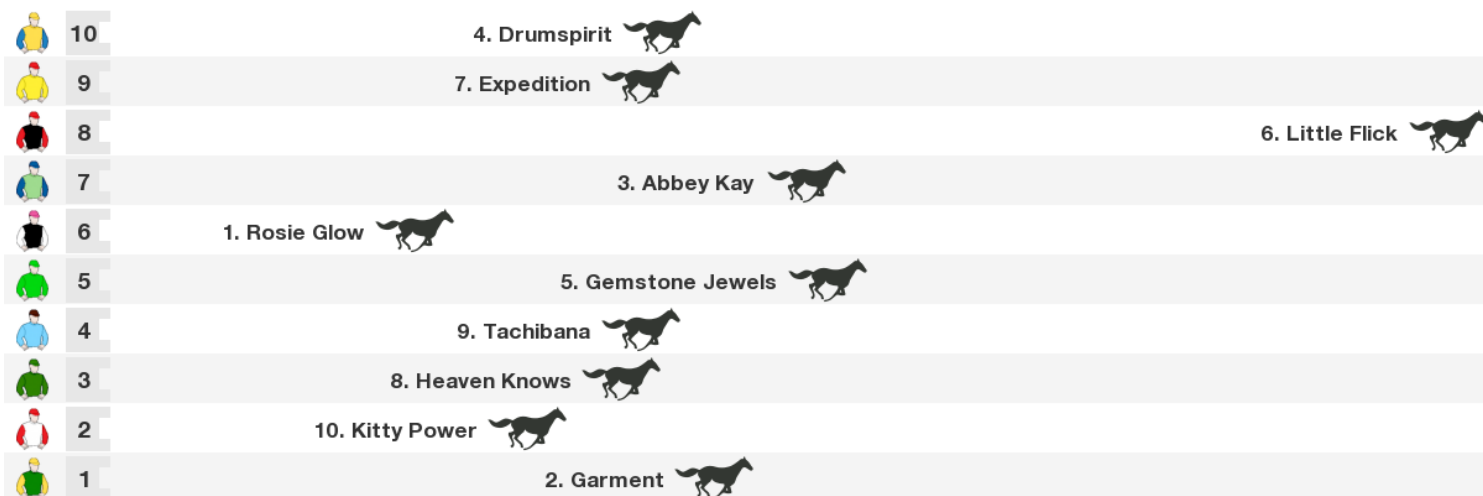 10 4. Drumspirit
9 7. Expedition
8 6. Little Flick
7 3. Abbey Kay
6 1. Rosie Glow
5 5. Gemstone Jewels
4 9. Tachibana
3 8. Heaven Knows
2 10. Kitty Power
1 2. Garment